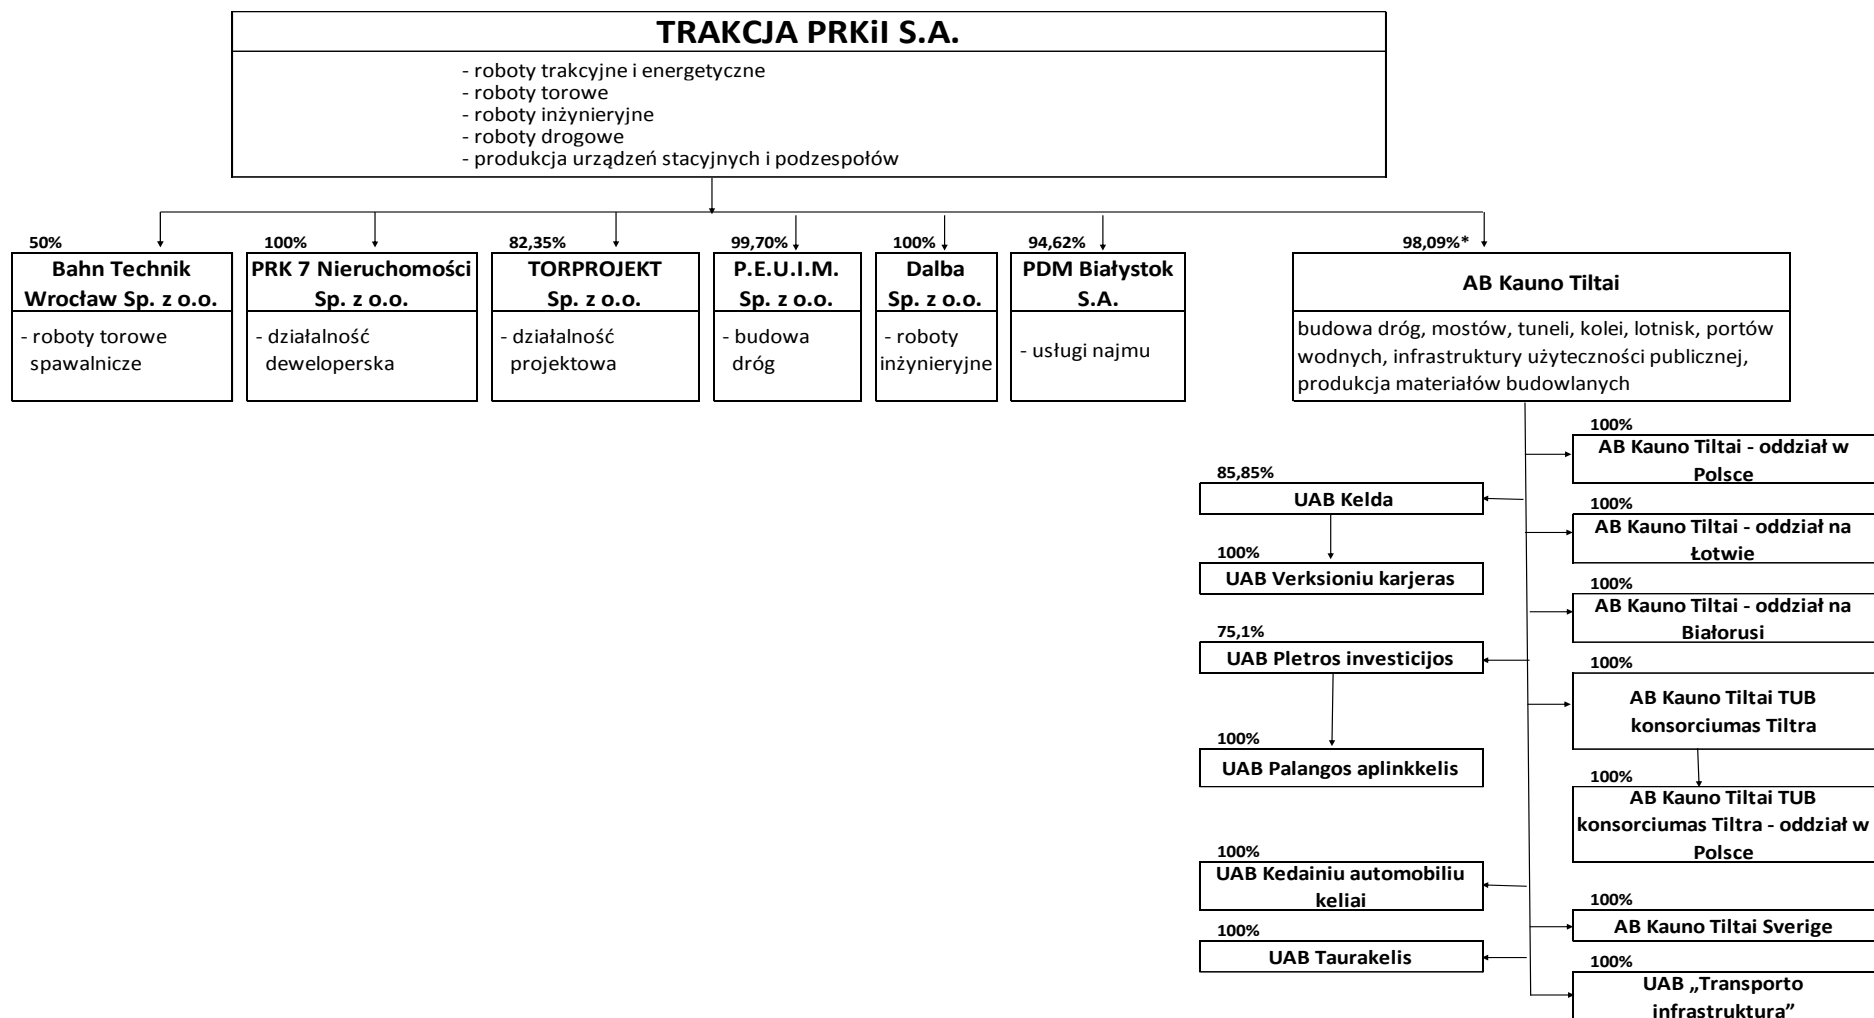 TRAKCJA PRKiI S.A.
- roboty trakcyjne i energetyczne
- roboty torowe
- roboty inżynieryjne
- roboty drogowe
- produkcja urządzeń stacyjnych i podzespołów
50%
Bahn Technik
Wrocław Sp. z o.o.
- roboty torowe
spawalnicze
100%
PRK 7 Nieruchomości
Sp. z o.o.
- działalność
deweloperska
82,35%
TORPROJEKT
Sp. z o.o.
- działalność
projektowa
99,70%
P.E.U.I.M.
Sp. z o.o.
- budowa
dróg
100%
Dalba
Sp. z o.o.
- roboty
inżynieryjne
94,62%
PDM Białystok
S.A.
- usługi najmu
98,09%*
AB Kauno Tiltai
budowa dróg, mostów, tuneli, kolei, lotnisk, portów
wodnych, infrastruktury użyteczności publicznej,
produkcja materiałów budowlanych
85,85%
UAB Kelda
100%
UAB Verksioniu karjeras
75,1%
UAB Pletros investicijos
100%
UAB Palangos aplinkkelis
100%
UAB Kedainiu automobiliu
keliai
100%
UAB Taurakelis
100%
AB Kauno Tiltai - oddział w
Polsce
100%
AB Kauno Tiltai - oddział na
Łotwie
100%
AB Kauno Tiltai - oddział na
Białorusi
100%
AB Kauno Tiltai TUB
konsorciumas Tiltra
100%
AB Kauno Tiltai TUB
konsorciumas Tiltra - oddział w
Polsce
100%
AB Kauno Tiltai Sverige
100%
UAB „Transporto
infrastruktura”